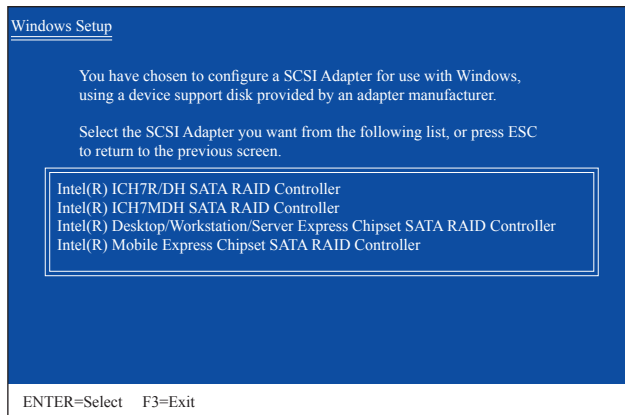 Windows Setup
You have chosen to configure a SCSI Adapter for use with Windows,
using a device support disk provided by an adapter manufacturer.
Select the SCSI Adapter you want from the following list, or press ESC
to return to the previous screen.
Intel(R) ICH7R/DH SATA RAID Controller
Intel(R) ICH7MDH SATA RAID Controller
Intel(R) Desktop/Workstation/Server Express Chipset SATA RAID Controller
Intel(R) Mobile Express Chipset SATA RAID Controller
ENTER=Select F3=Exit